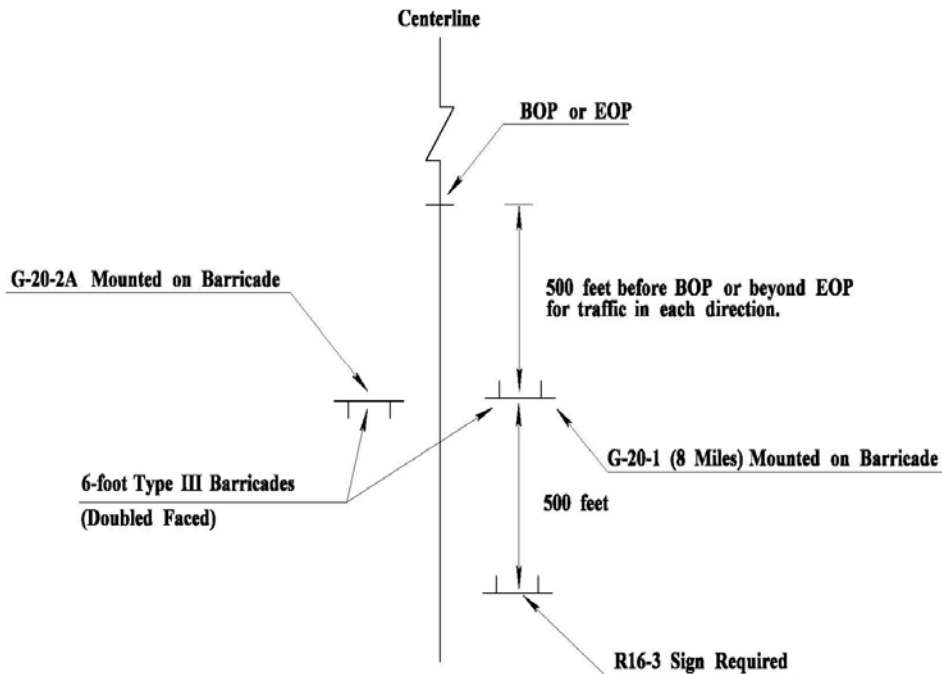 Centerline
BOP or EOP
G-20-2A Mounted on Barricade
500 feet before BOP or beyond EOP
for traffic in each direction.
G-20-1 (8 Miles) Mounted on Barricade
6-foot Type III Barricades
(Doubled Faced)
500 feet
R16-3 Sign Required